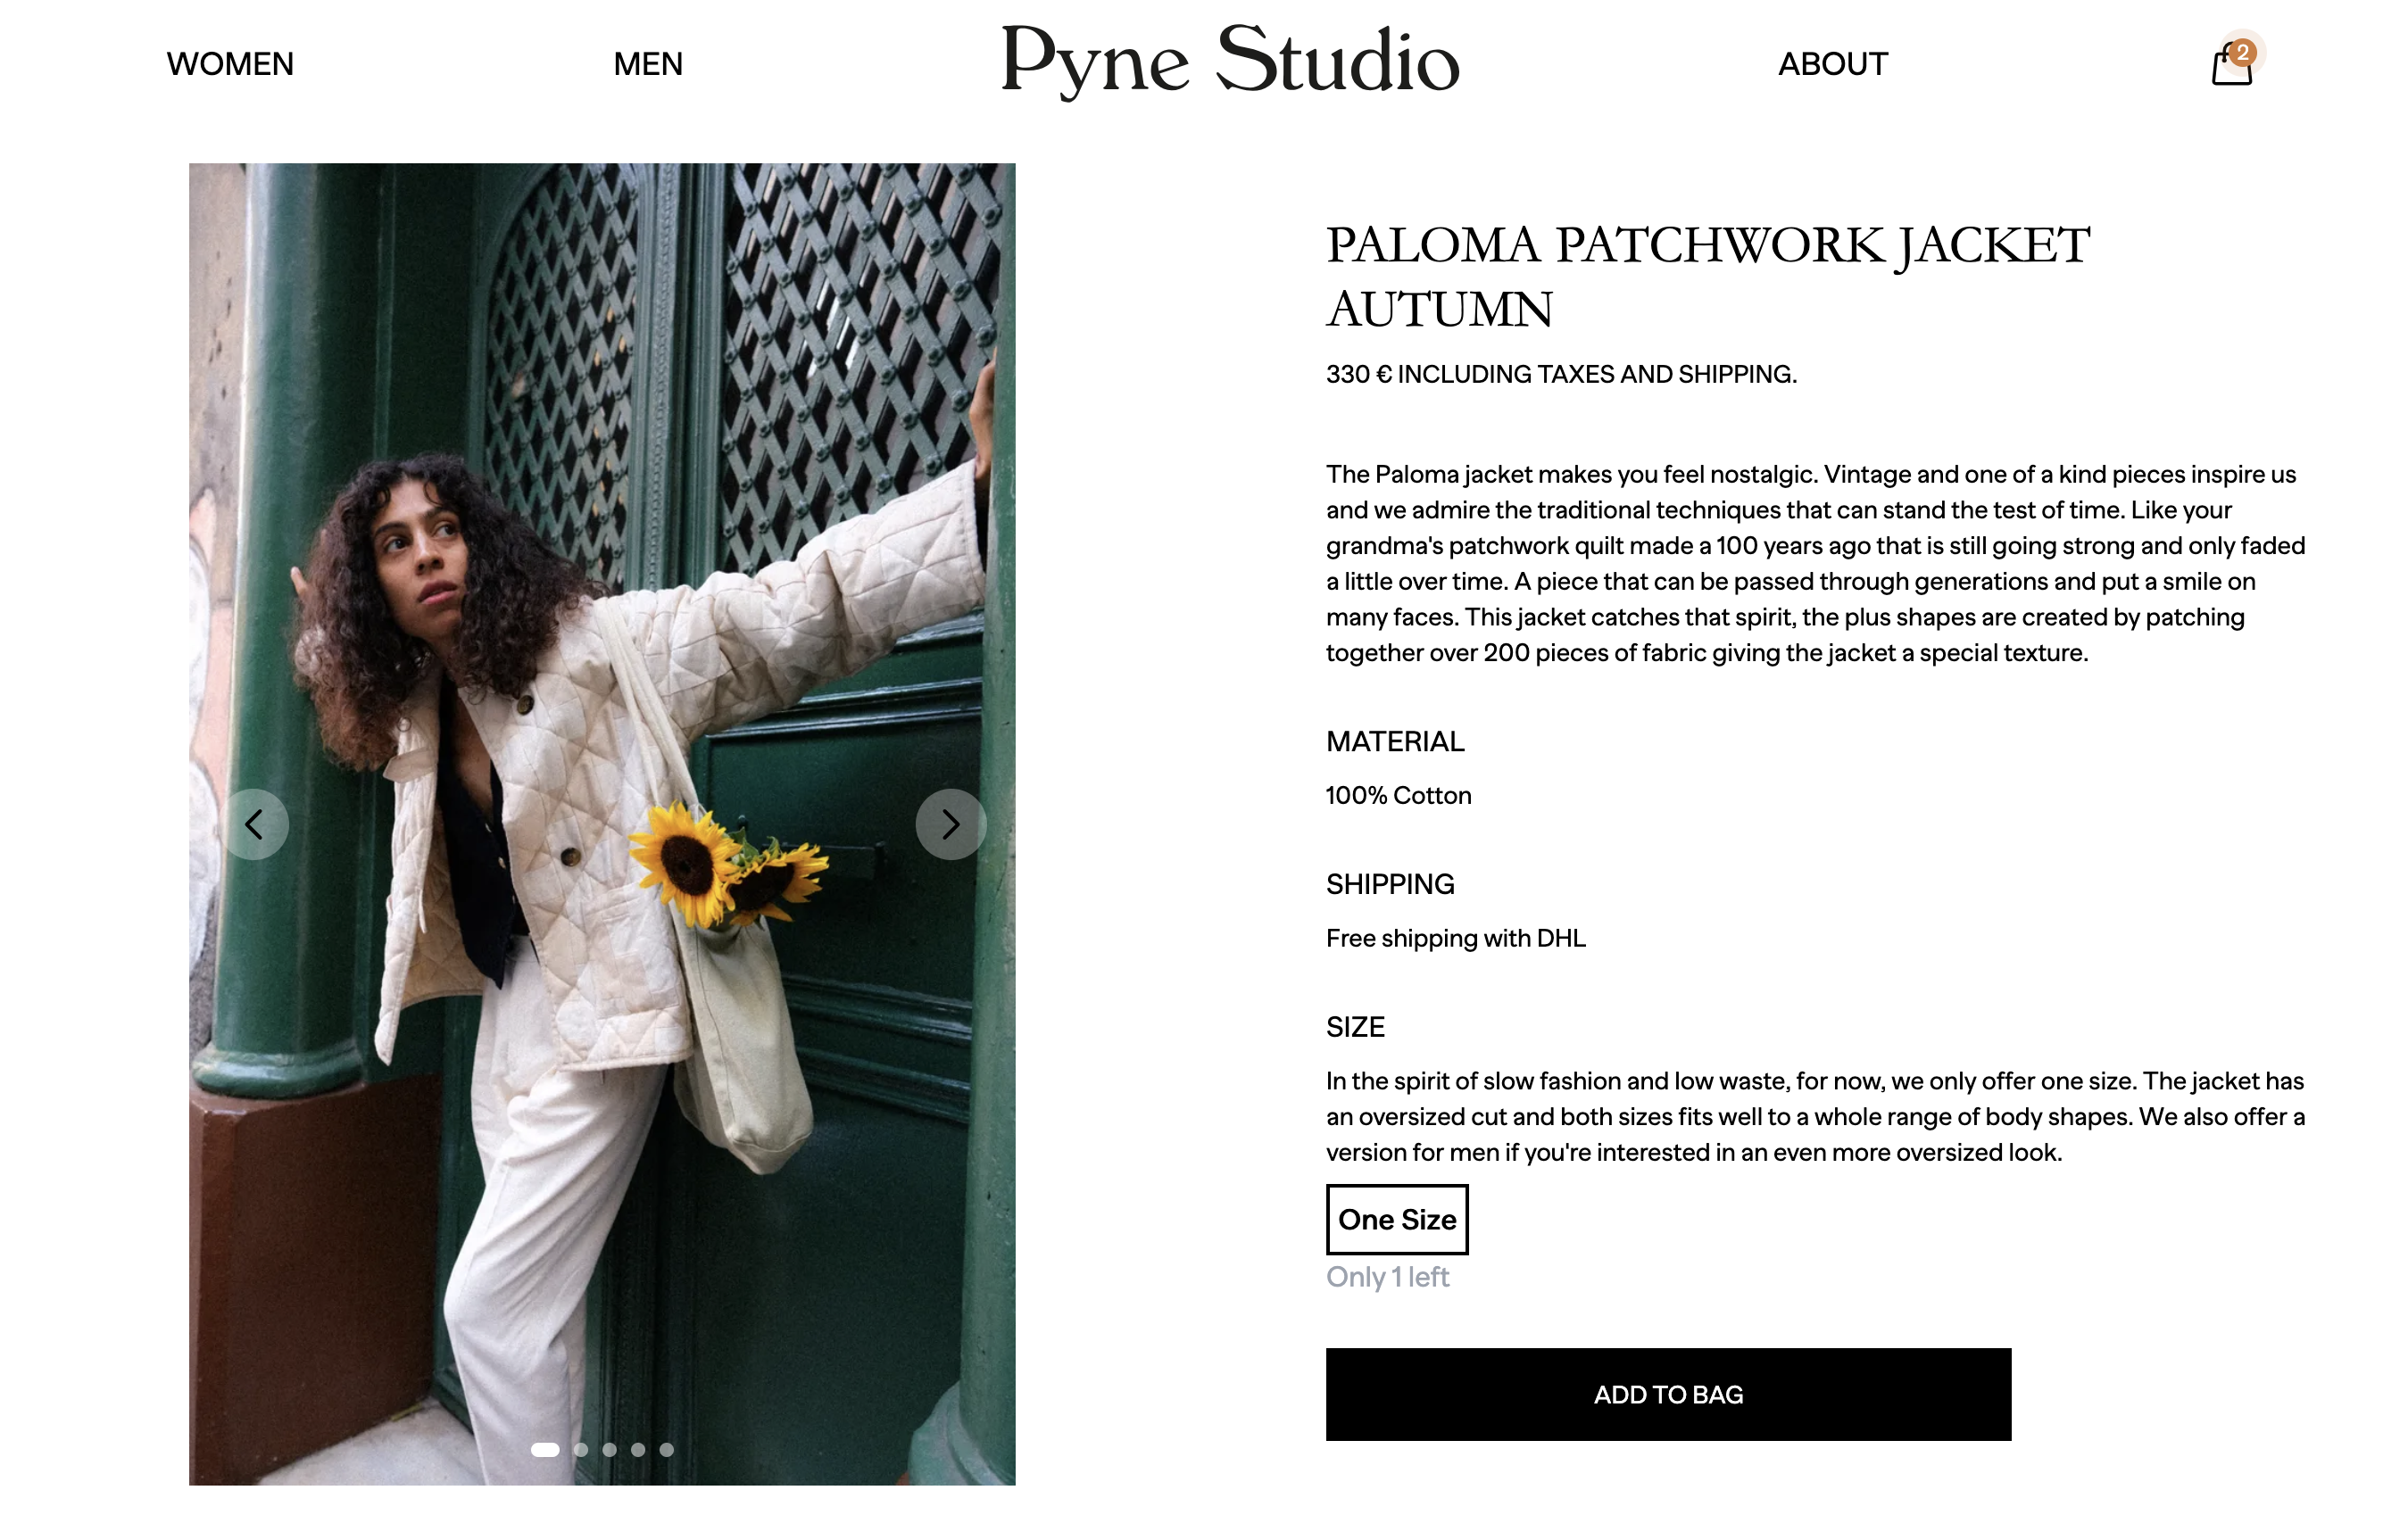 WOMEN
MEN
Pyne Studio
ABOUT
2
PALOMA PATCHWORK JACKET
AUTUMN
330 € INCLUDING TAXES AND SHIPPING.
The Paloma jacket makes you feel nostalgic. Vintage and one of a kind pieces inspire us
and we admire the traditional techniques that can stand the test of time. Like your
grandma's patchwork quilt made a 100 years ago that is still going strong and only faded
a little over time. A piece that can be passed through generations and put a smile on
many faces. This jacket catches that spirit, the plus shapes are created by patching
together over 200 pieces of fabric giving the jacket a special texture.
MATERIAL
100% Cotton
SHIPPING
Free shipping with DHL
SIZE
In the spirit of slow fashion and low waste, for now, we only offer one size. The jacket has
an oversized cut and both sizes fits well to a whole range of body shapes. We also offer a
version for men if you're interested in an even more oversized look.
One Size
Only 1 left
ADD TO BAG